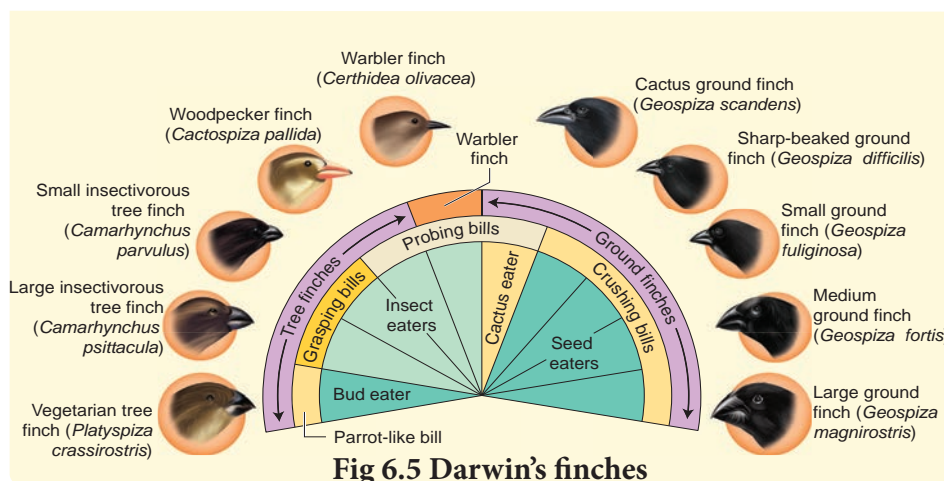 Warbler finch
(Certhidea olivacea)
Woodpecker finch
(Cactospiza pallida)
Small insectivorous
tree finch
(Camarhynchus
parvulus)
Large insectivorous
tree finch
(Camarhynchus
psittacula)
Vegetarian tree
finch (Platyspiza
crassirostris)
Cactus ground finch
(Geospiza scandens)
Sharp-beaked ground
finch (Geospiza difficilis)
Small ground
finch (Geospiza
fuliginosa)
Medium
ground finch
(Geospiza fortis)
Large ground
finch (Geospiza
magnirostris)
Warbler
finch
Tree finches
Ground finches
Probing bills
Grasping bills
Crushing bills
Insect
eaters
Cactus eater
Seed
eaters
Bud eater
Parrot-like bill
Fig 6.5 Darwin's finches